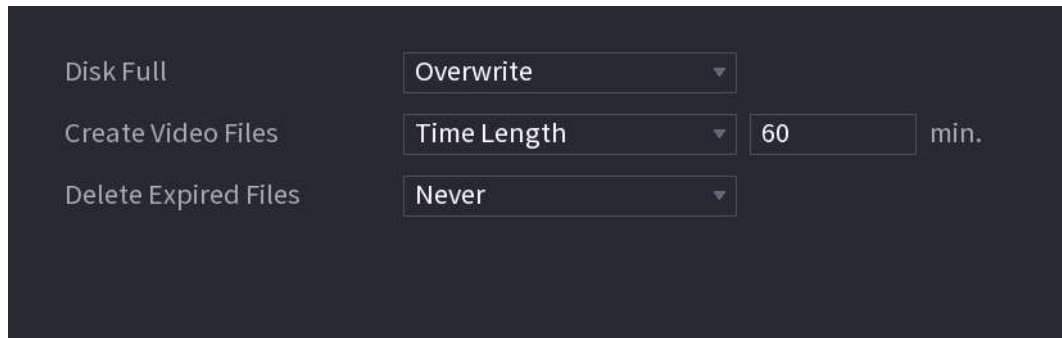 Disk Full Overwrite
Create Video Files Time Length 60 min.
Delete Expired Files Never